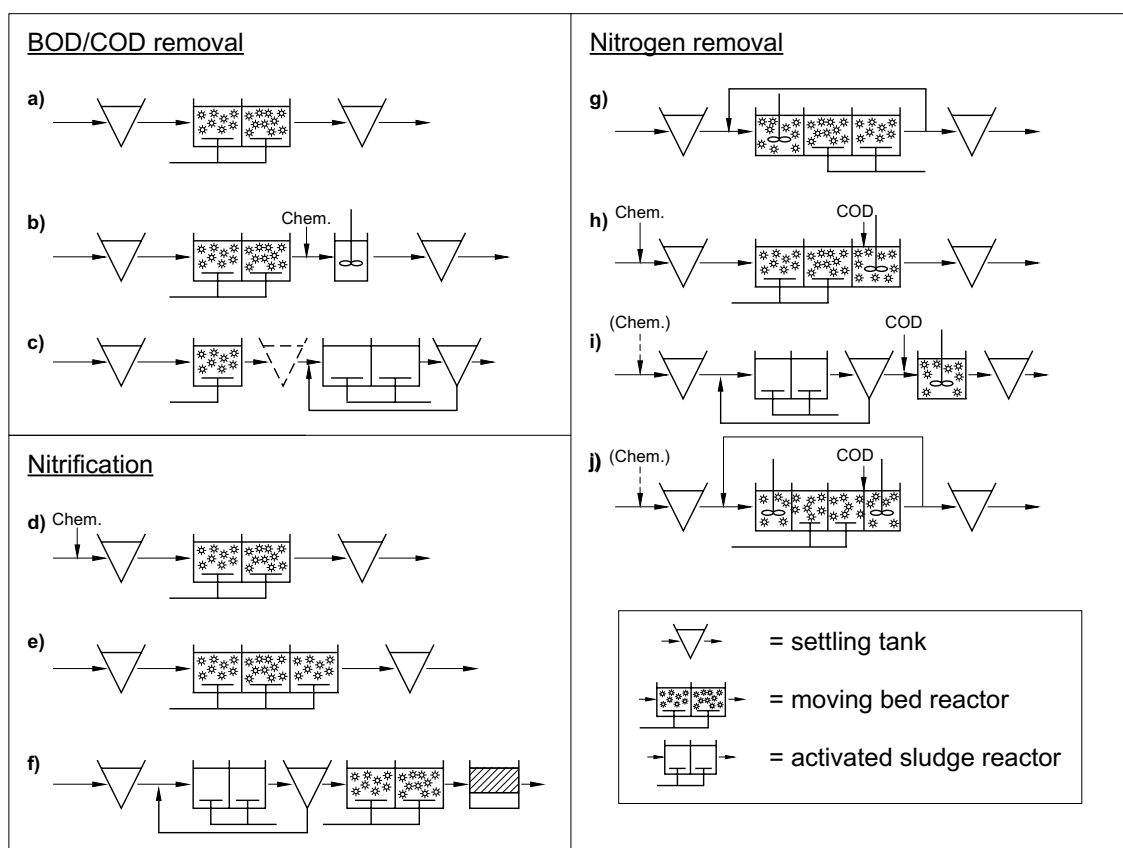 BOD/COD removal
a)
b)
Chem.
c)
Nitrification
d)
Chem.
e)
f)
Nitrogen removal
g)
h)
Chem.
COD
i)
(Chem.)
COD
j)
(Chem.)
COD
= settling tank
= moving bed reactor
= activated sludge reactor